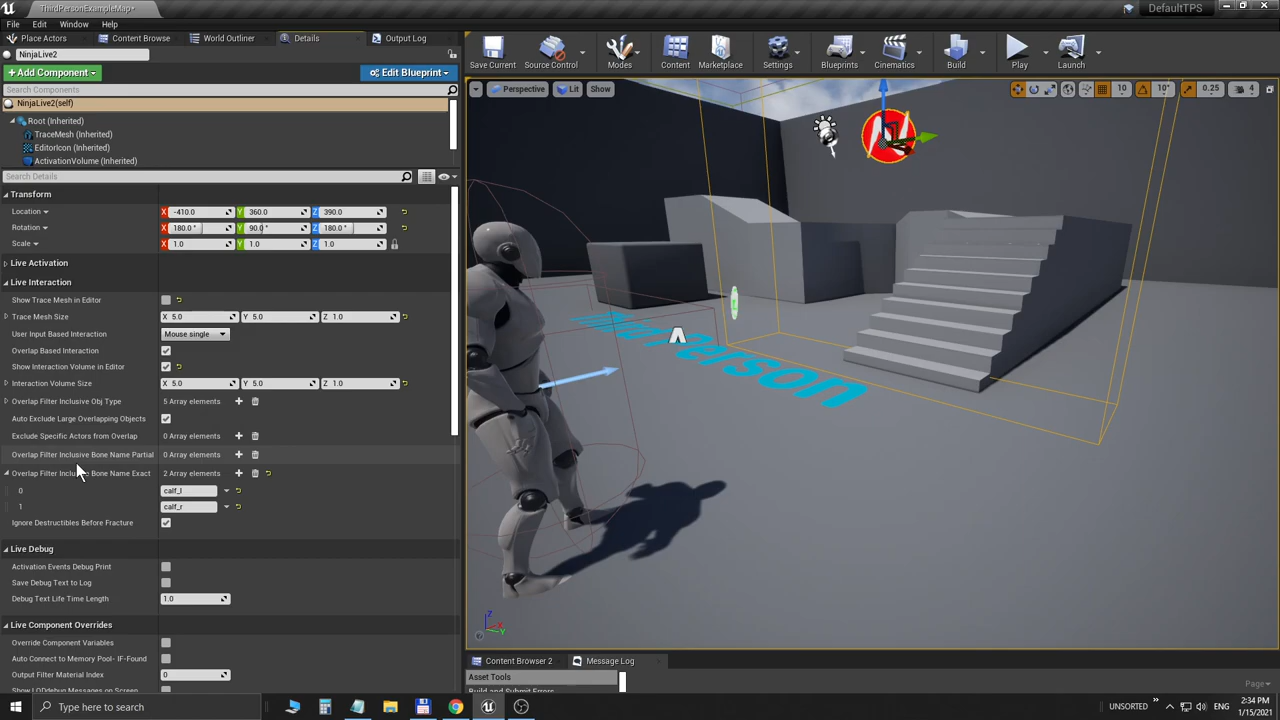 ThirdPersonExampleMap*
DefaultTPS
File Edit Window Help
Place Actors Content Browser World Outliner Details Output Log
NinjaLive2
+Add Component Edit Blueprint
Search Components
NinjaLive2(self)
Root (Inherited)
TraceMesh (Inherited)
EditorIcon (Inherited)
ActivationVolume (Inherited)
Search Details
Transform
Location X -410.0 Y 360.0 Z 390.0
Rotation X 180.0 ° Y 90.0 ° Z 180.0 °
Scale X 1.0 Y 1.0 Z 1.0
Live Activation
Live Interaction
Show Trace Mesh in Editor
Trace Mesh Size X 5.0 Y 5.0 Z 1.0
User Input Based Interaction Mouse single
Overlap Based Interaction
Show Interaction Volume in Editor
Interaction Volume Size X 5.0 Y 5.0 Z 1.0
Overlap Filter Inclusive Obj Type 5 Array elements
Auto Exclude Large Overlapping Objects
Exclude Specific Actors from Overlap 0 Array elements
Overlap Filter Inclusive Bone Name Partial 0 Array elements
Bone Name Exact 2 Array elements
0 calf_l
1 calf_r
Ignore Destructibles Before Fracture
Live Debug
Activation Events Debug Print
Save Debug Text to Log
Debug Text Life Time Length 1.0
Live Component Overrides
Override Component Variables
Auto Connect to Memory Pool- IF-Found
Output Filter Material Index 0
Save Current Source Control Modes Content Marketplace Settings Blueprints Cinematics Build Play Launch
Perspective Lit Show 10 10° 0.25 4
Content Browser 2 Message Log
Asset Tools
Page
Type here to search
UNSORTED ENG 2:34 PM
1/15/2021